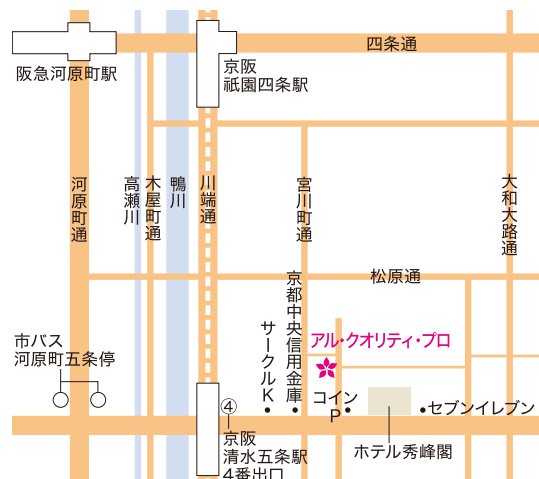 四条通
阪急河原町駅
京阪
祇園四条駅
河原町通
高瀬川
木屋町通
鴨川
川端通
宮川町通
大和大路通
松原通
市バス
河原町五条停
サークルK
京都中央信用金庫
アル・クオリティ・プロ
コイン
P
セブンイレブン
ホテル秀峰閣
④
京阪
清水五条駅
4番出口